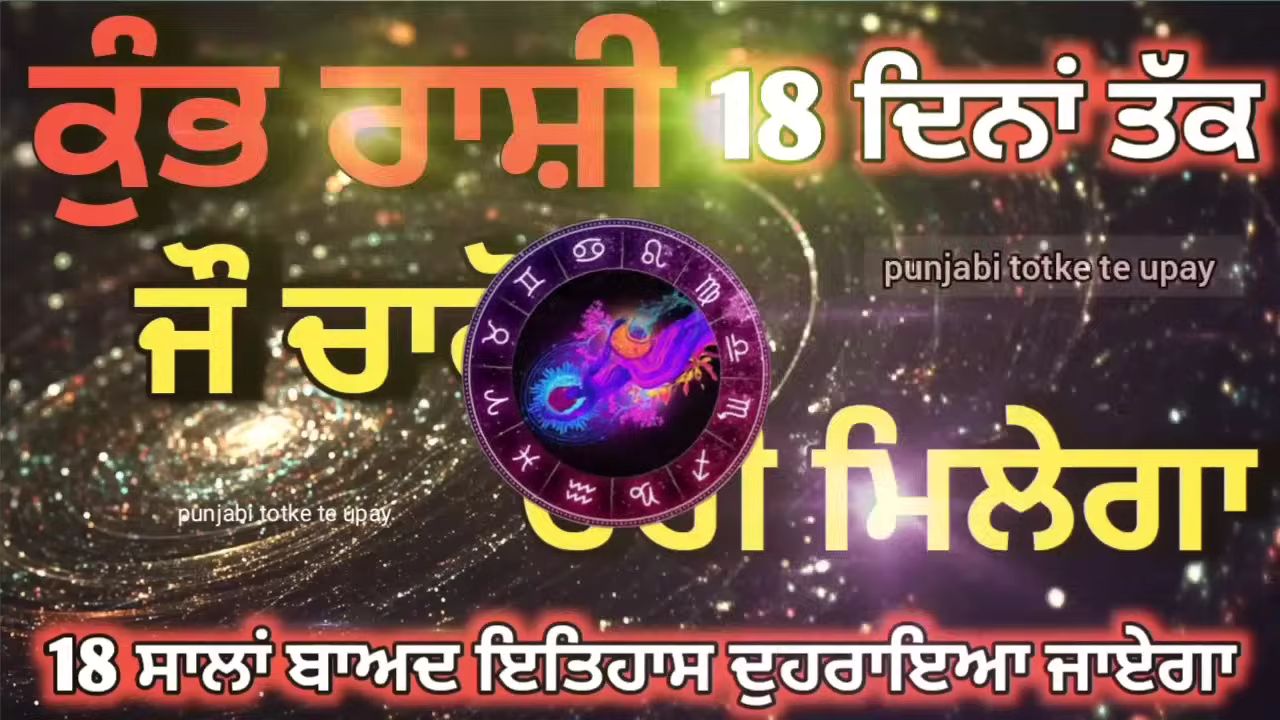 ਕੁੰਭ ਰਾਸ਼ੀ 18 ਦਿਨਾਂ ਤੱਕ
punjabi totke te upay
ਜੌ
ਮਿਲੇਗਾ
punjabi totke te upay
18 ਸਾਲਾਂ ਬਾਅਦ ਇਤਿਹਾਸ ਦੁਹਰਾਇਆ ਜਾਏਗਾ